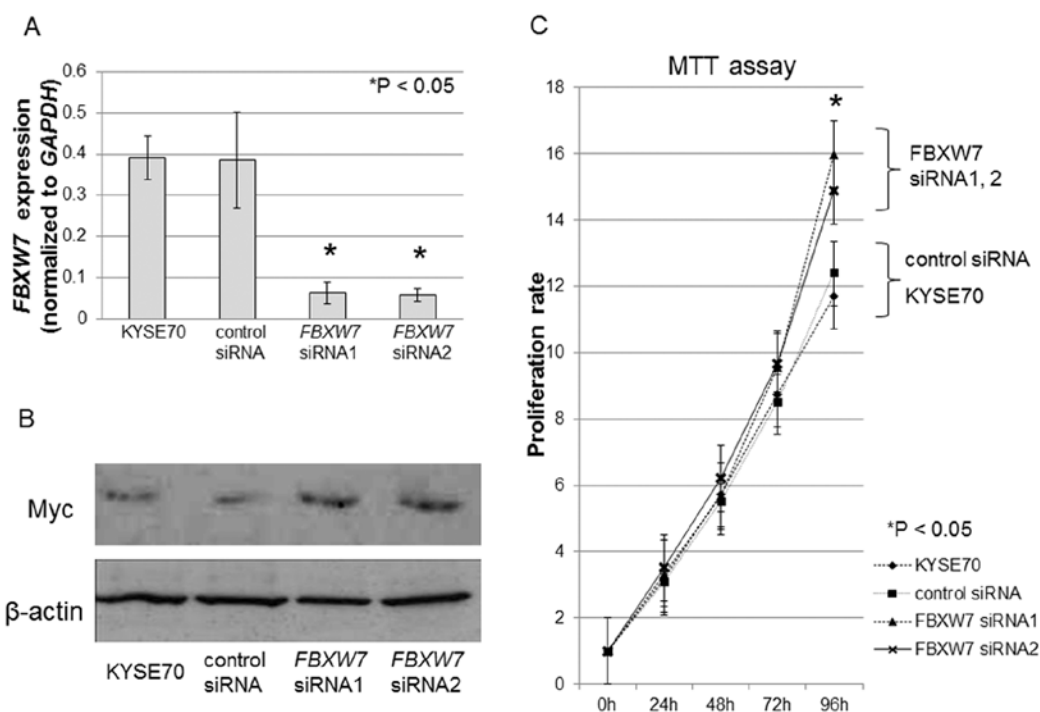 A
0.6
0.5
0.4
0.3
0.2
0.1
0
FBXW7 expression
(normalized to GAPDH)
*P < 0.05
*
*
KYSE70
control
siRNA
FBXW7
siRNA1
FBXW7
siRNA2
B
Myc
β-actin
KYSE70
control
siRNA
FBXW7
siRNA1
FBXW7
siRNA2
C
MTT assay
Proliferation rate
18
16
14
12
10
8
6
4
2
0
0h
24h
48h
72h
96h
*
FBXW7
siRNA1, 2
control siRNA
KYSE70
*P < 0.05
KYSE70
control siRNA
FBXW7 siRNA1
FBXW7 siRNA2